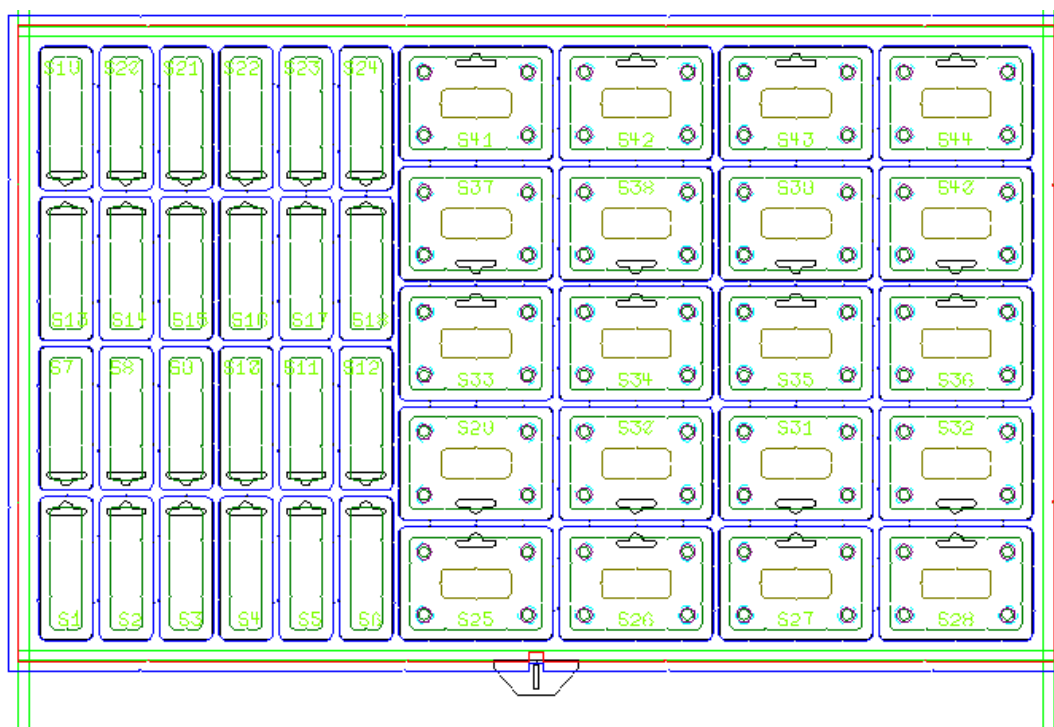 S19 S20 S21 S22 S23 S24
S41 S42 S43 S44
S37 S38 S39 S40
S13 S14 S15 S16 S17 S18
S7 S8 S9 S10 S11 S12
S33 S34 S35 S36
S29 S30 S31 S32
S1 S2 S3 S4 S5 S6 S25 S26 S27 S28